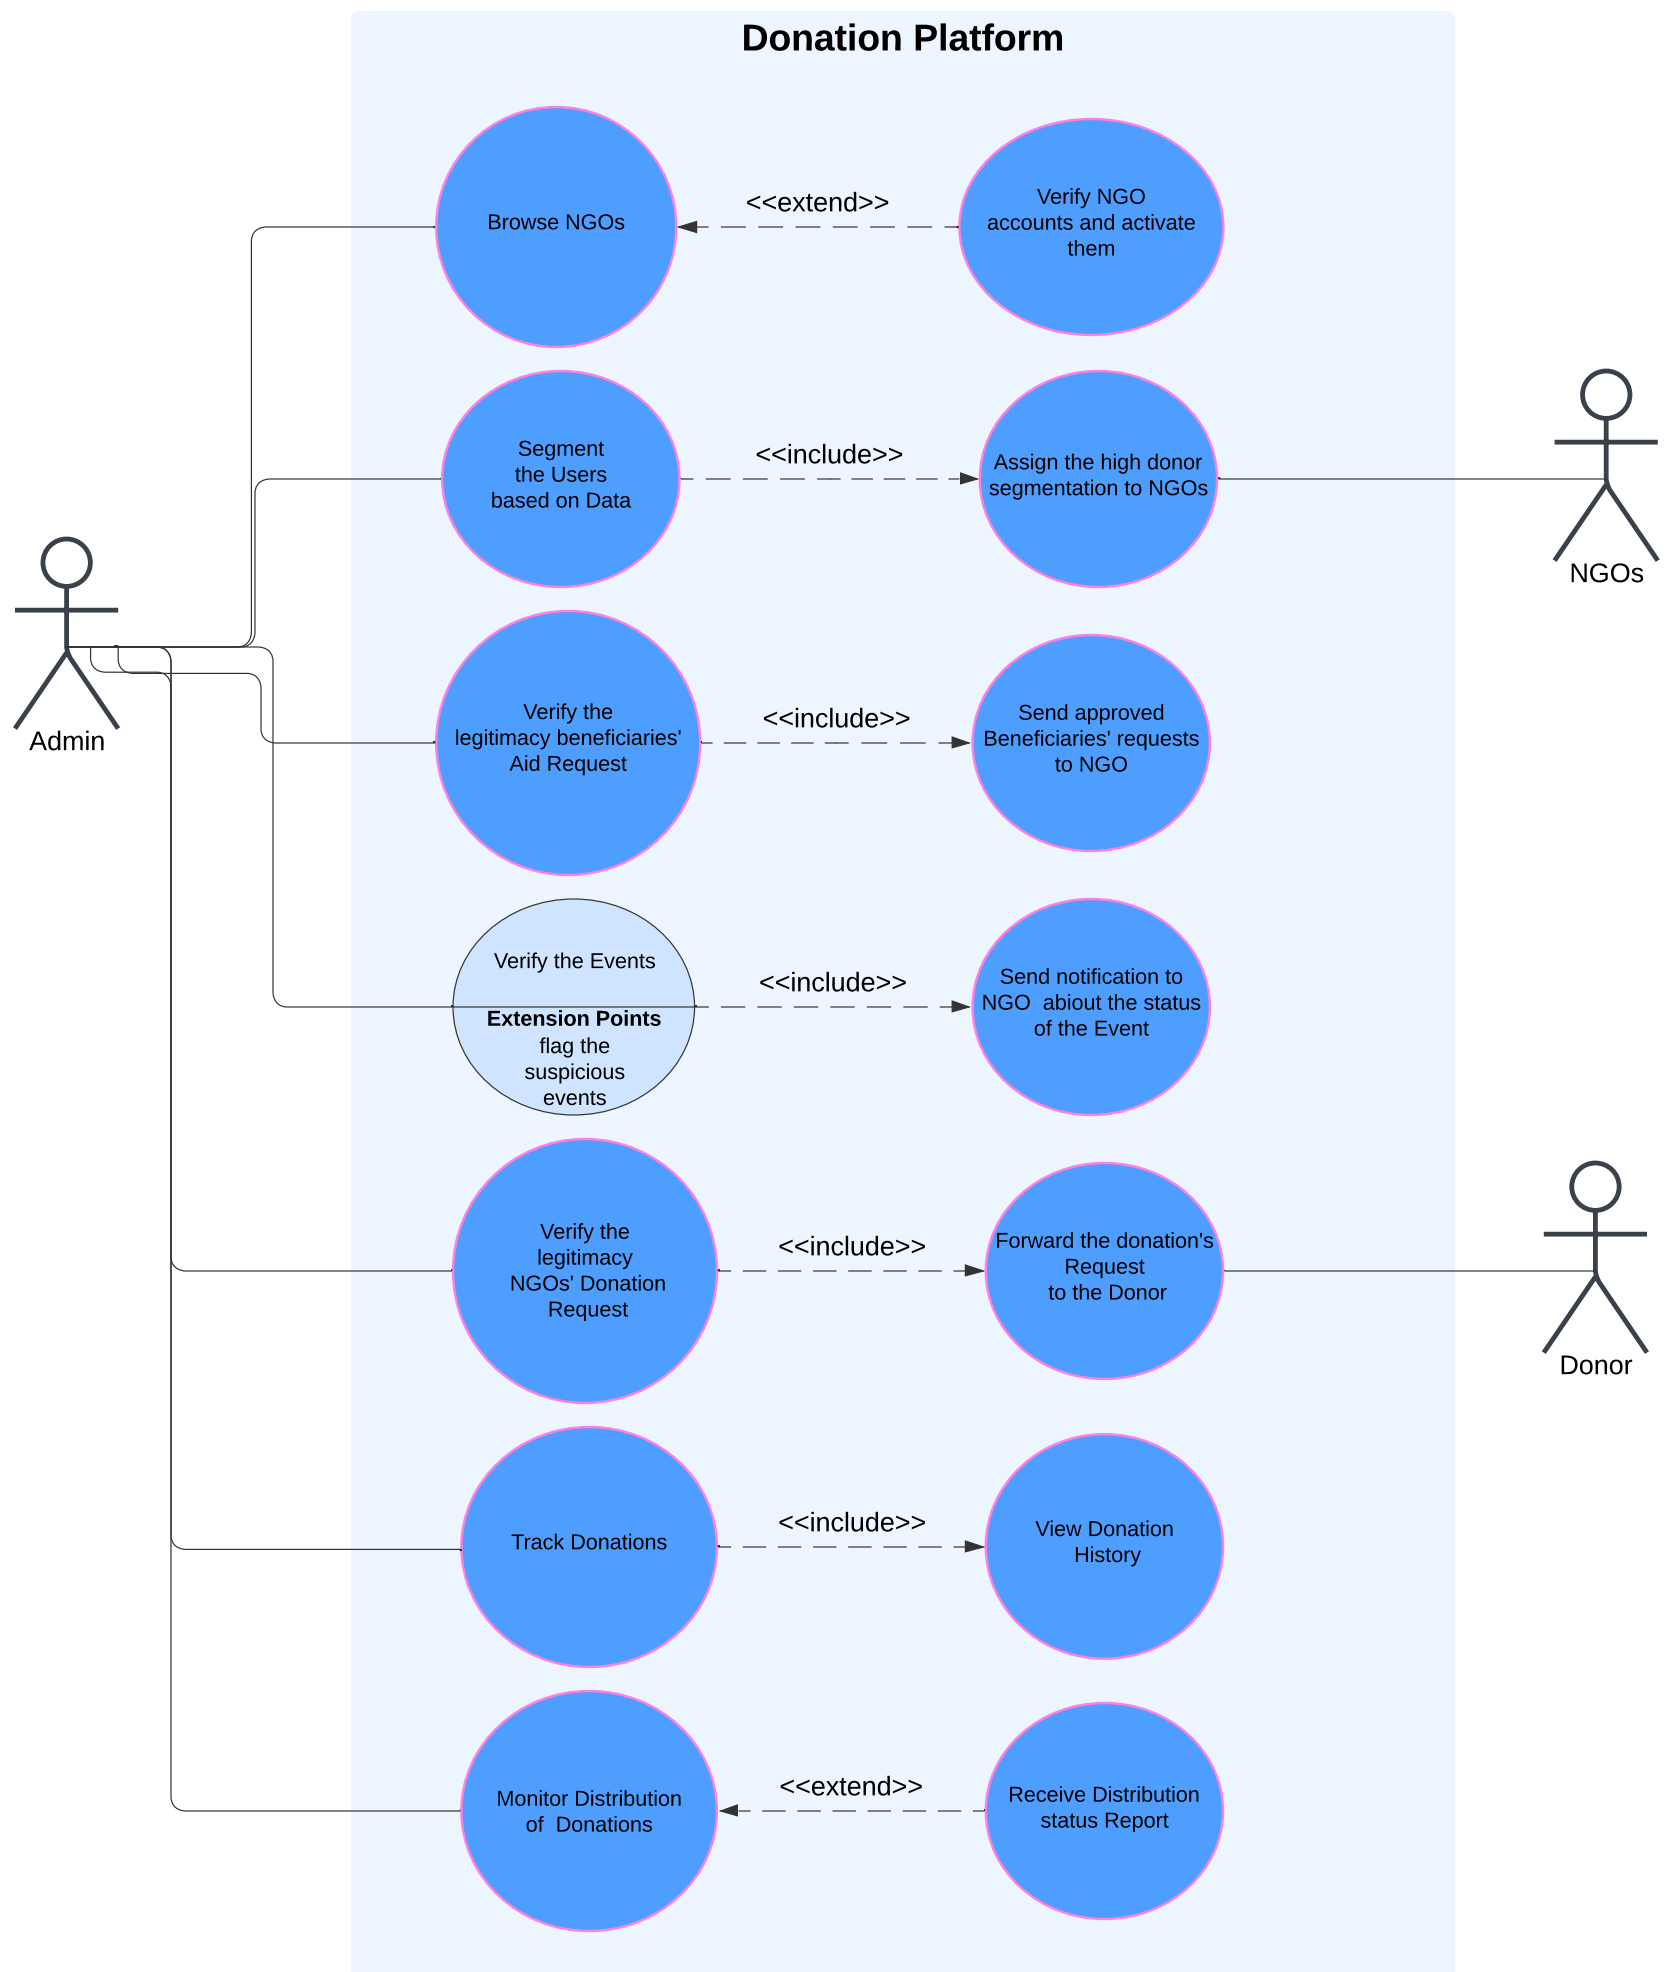 Donation Platform
Browse NGOs
<<extend>>
Verify NGO
accounts and activate
them
Segment
the Users
based on Data
<<include>>
Assign the high donor
segmentation to NGOs
NGOs
Admin
Verify the
legitimacy beneficiaries'
Aid Request
<<include>>
Send approved
Beneficiaries' requests
to NGO
Verify the Events
Extension Points
flag the
suspicious
events
<<include>>
Send notification to
NGO  abiout the status
of the Event
Verify the
legitimacy
NGOs' Donation
Request
<<include>>
Forward the donation's
Request
to the Donor
Donor
Track Donations
<<include>>
View Donation
History
Monitor Distribution
of  Donations
<<extend>>
Receive Distribution
status Report